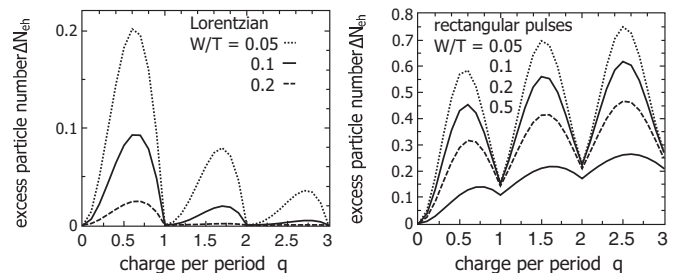 excess particle number ΔNeh
0.2
0.1
0
Lorentzian
W/T = 0.05
0.1
0.2
0 0.5 1 1.5 2 2.5 3
charge per period q
excess particle number ΔNeh
0.8
0.7
0.6
0.5
0.4
0.3
0.2
0.1
0
rectangular pulses
W/T = 0.05
0.1
0.2
0.5
0 0.5 1 1.5 2 2.5 3
charge per period q